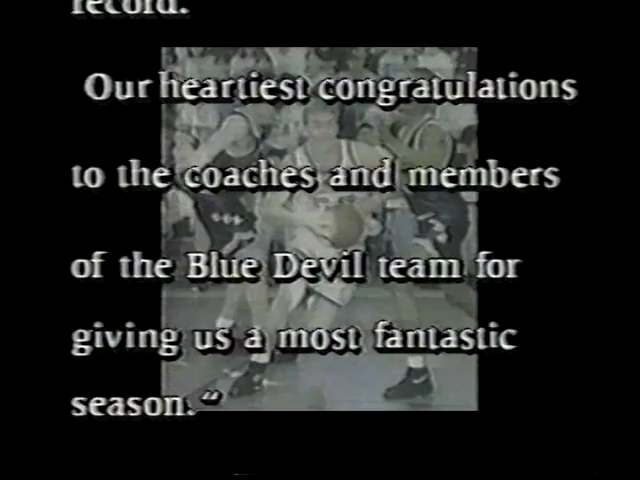 record.
Our heartiest congratulations
to the coaches and members
of the Blue Devil team for
giving us a most fantastic
season."